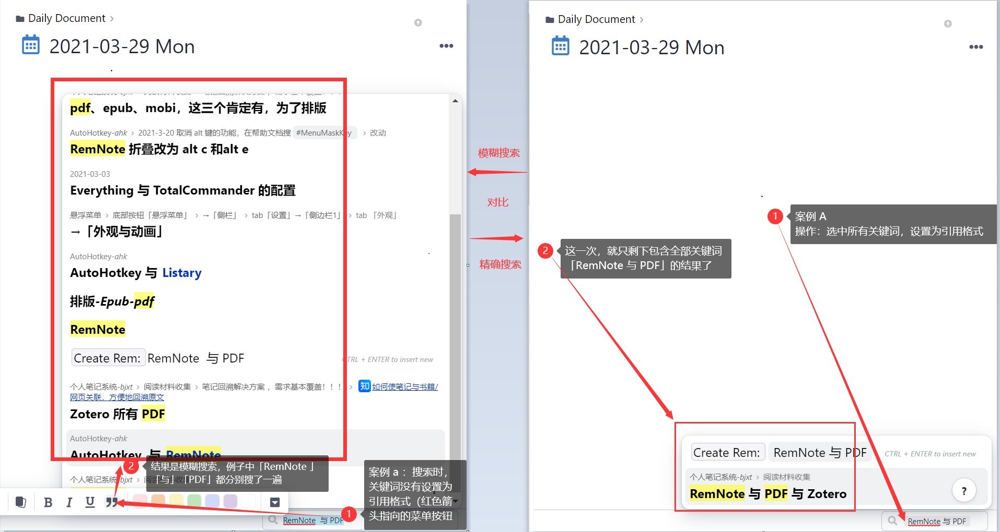 Daily Document ›
2021-03-29 Mon
pdf、epub、mobi，这三个肯定有，为了排版
AutoHotkey-ahk › 2021-3-20 取消 alt 键的功能，在帮助文档搜 #MenuMaskKey › 改动
RemNote 折叠改为 alt c 和alt e
2021-03-03
Everything 与 TotalCommander 的配置
悬浮菜单 › 底部按钮「悬浮菜单」 › →「侧栏」 › tab「设置」→「侧边栏1」 › tab 「外观」
→「外观与动画」
AutoHotkey-ahk
AutoHotkey 与 Listary
排版-Epub-pdf
RemNote
Create Rem: RemNote 与 PDF
CTRL + ENTER to insert new
个人笔记系统-bjxt › 阅读材料收集 › 笔记回溯解决方案 ，需求基本覆盖！！！ › 知 如何使笔记与书籍/
网页关联，方便地回溯原文
Zotero 所有 PDF
AutoHotkey-ahk
AutoHotkey 与 RemNote
2
结果是模糊搜索，例子中「RemNote 」
「与」「PDF」都分别搜了一遍
个人笔记系统-bjxt ›
B I U
RemNote 与 PDF
1
案例 a ：搜索时，
关键词没有设置为
引用格式（红色箭
头指向的菜单按钮
模糊搜索
对比
精确搜索
Daily Document ›
2021-03-29 Mon
1
案例 A
操作：选中所有关键词，设置为引用格式
2
这一次，就只剩下包含全部关键词
「RemNote 与 PDF」的结果了
Create Rem: RemNote 与 PDF
CTRL + ENTER to insert new
个人笔记系统-bjxt › 阅读材料收集
RemNote 与 PDF 与 Zotero
?
RemNote 与 PDF